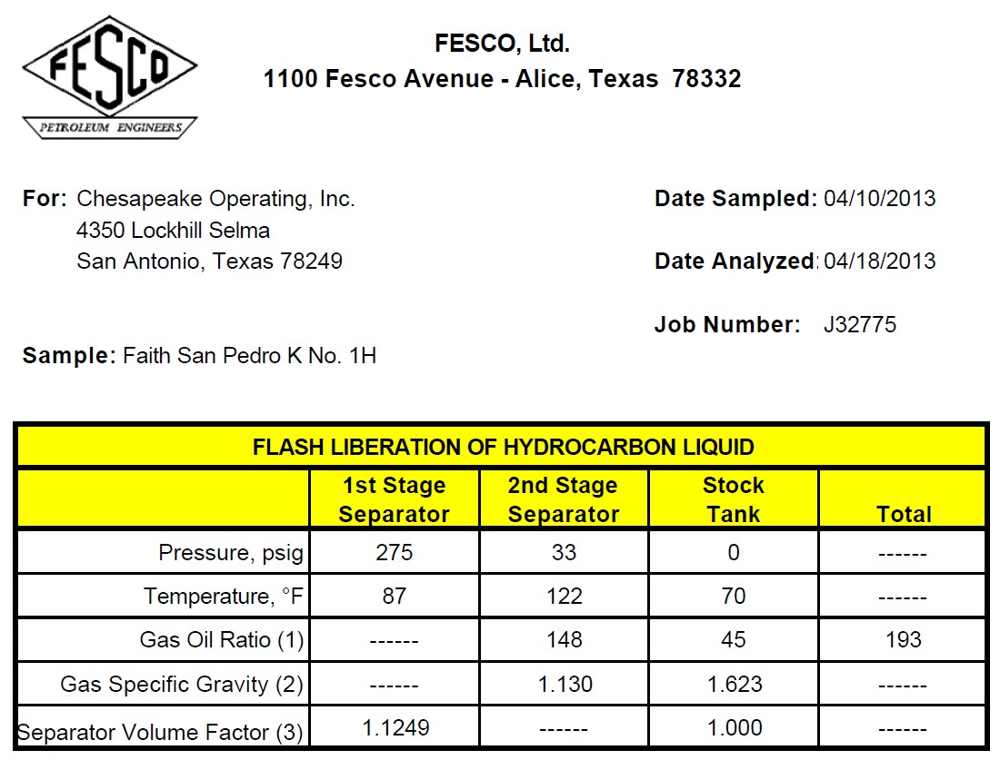 FESCO
PETROLEUM ENGINEERS
FESCO, Ltd.
1100 Fesco Avenue - Alice, Texas 78332
For: Chesapeake Operating, Inc.
4350 Lockhill Selma
San Antonio, Texas 78249
Date Sampled: 04/10/2013
Date Analyzed: 04/18/2013
Job Number: J32775
Sample: Faith San Pedro K No. 1H
FLASH LIBERATION OF HYDROCARBON LIQUID
1st Stage Separator 2nd Stage Separator Stock Tank Total
Pressure, psig 275 33 0 ------
Temperature, °F 87 122 70 ------
Gas Oil Ratio (1) ------ 148 45 193
Gas Specific Gravity (2) ------ 1.130 1.623 ------
Separator Volume Factor (3) 1.1249 ------ 1.000 ------